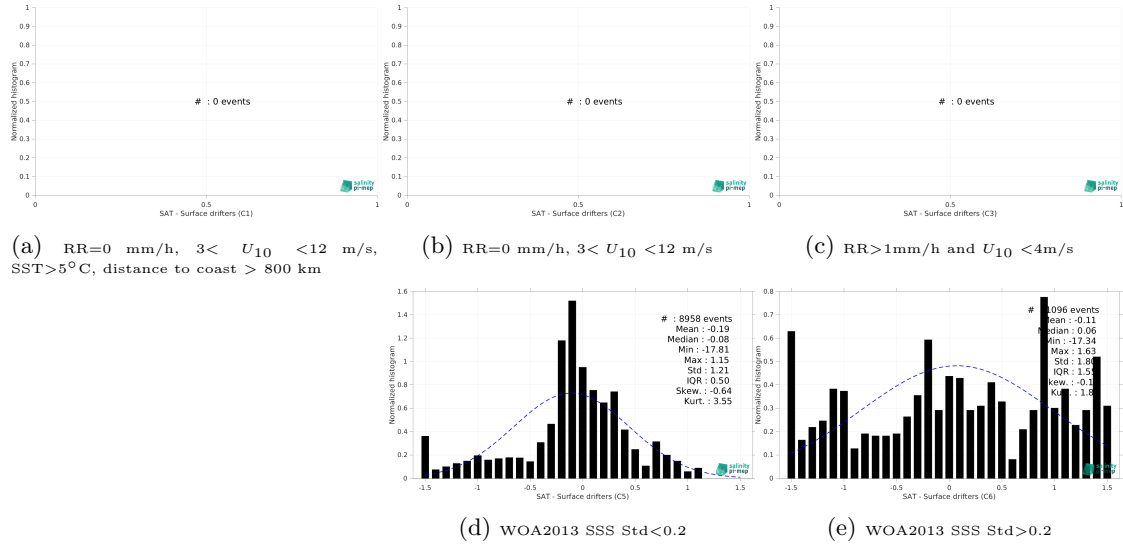 1
0.9
0.8
0.7
0.6
0.5
0.4
0.3
0.2
0.1
0
Normalized histogram
# : 0 events
salinity
pi-mep
0 0.5 1
SAT - Surface drifters (C1)
1
0.9
0.8
0.7
0.6
0.5
0.4
0.3
0.2
0.1
0
Normalized histogram
# : 0 events
salinity
pi-mep
0 0.5 1
SAT - Surface drifters (C2)
1
0.9
0.8
0.7
0.6
0.5
0.4
0.3
0.2
0.1
0
Normalized histogram
# : 0 events
salinity
pi-mep
0 0.5 1
SAT - Surface drifters (C3)
(a) RR=0 mm/h, 3< U10 <12 m/s,
SST>5°C, distance to coast > 800 km
(b) RR=0 mm/h, 3< U10 <12 m/s
(c) RR>1mm/h and U10 <4m/s
1.6
1.4
1.2
1
0.8
0.6
0.4
0.2
0
Normalized histogram
# : 8958 events
Mean : -0.19
Median : -0.08
Min : -17.81
Max : 1.15
Std : 1.21
IQR : 0.50
Skew. : -0.64
Kurt. : 3.55
salinity
pi-mep
-1.5 -1 -0.5 0 0.5 1 1.5
SAT - Surface drifters (C5)
0.8
0.7
0.6
0.5
0.4
0.3
0.2
0.1
0
Normalized histogram
# 1096 events
Mean : -0.11
Median : 0.06
Min : -17.34
Max : 1.63
Std :
IQR :
Skew. :
Kurt. :
salinity
pi-mep
-1.5 -1 -0.5 0 0.5 1 1.5
SAT - Surface drifters (C6)
(d) WOA2013 SSS Std<0.2
(e) WOA2013 SSS Std>0.2